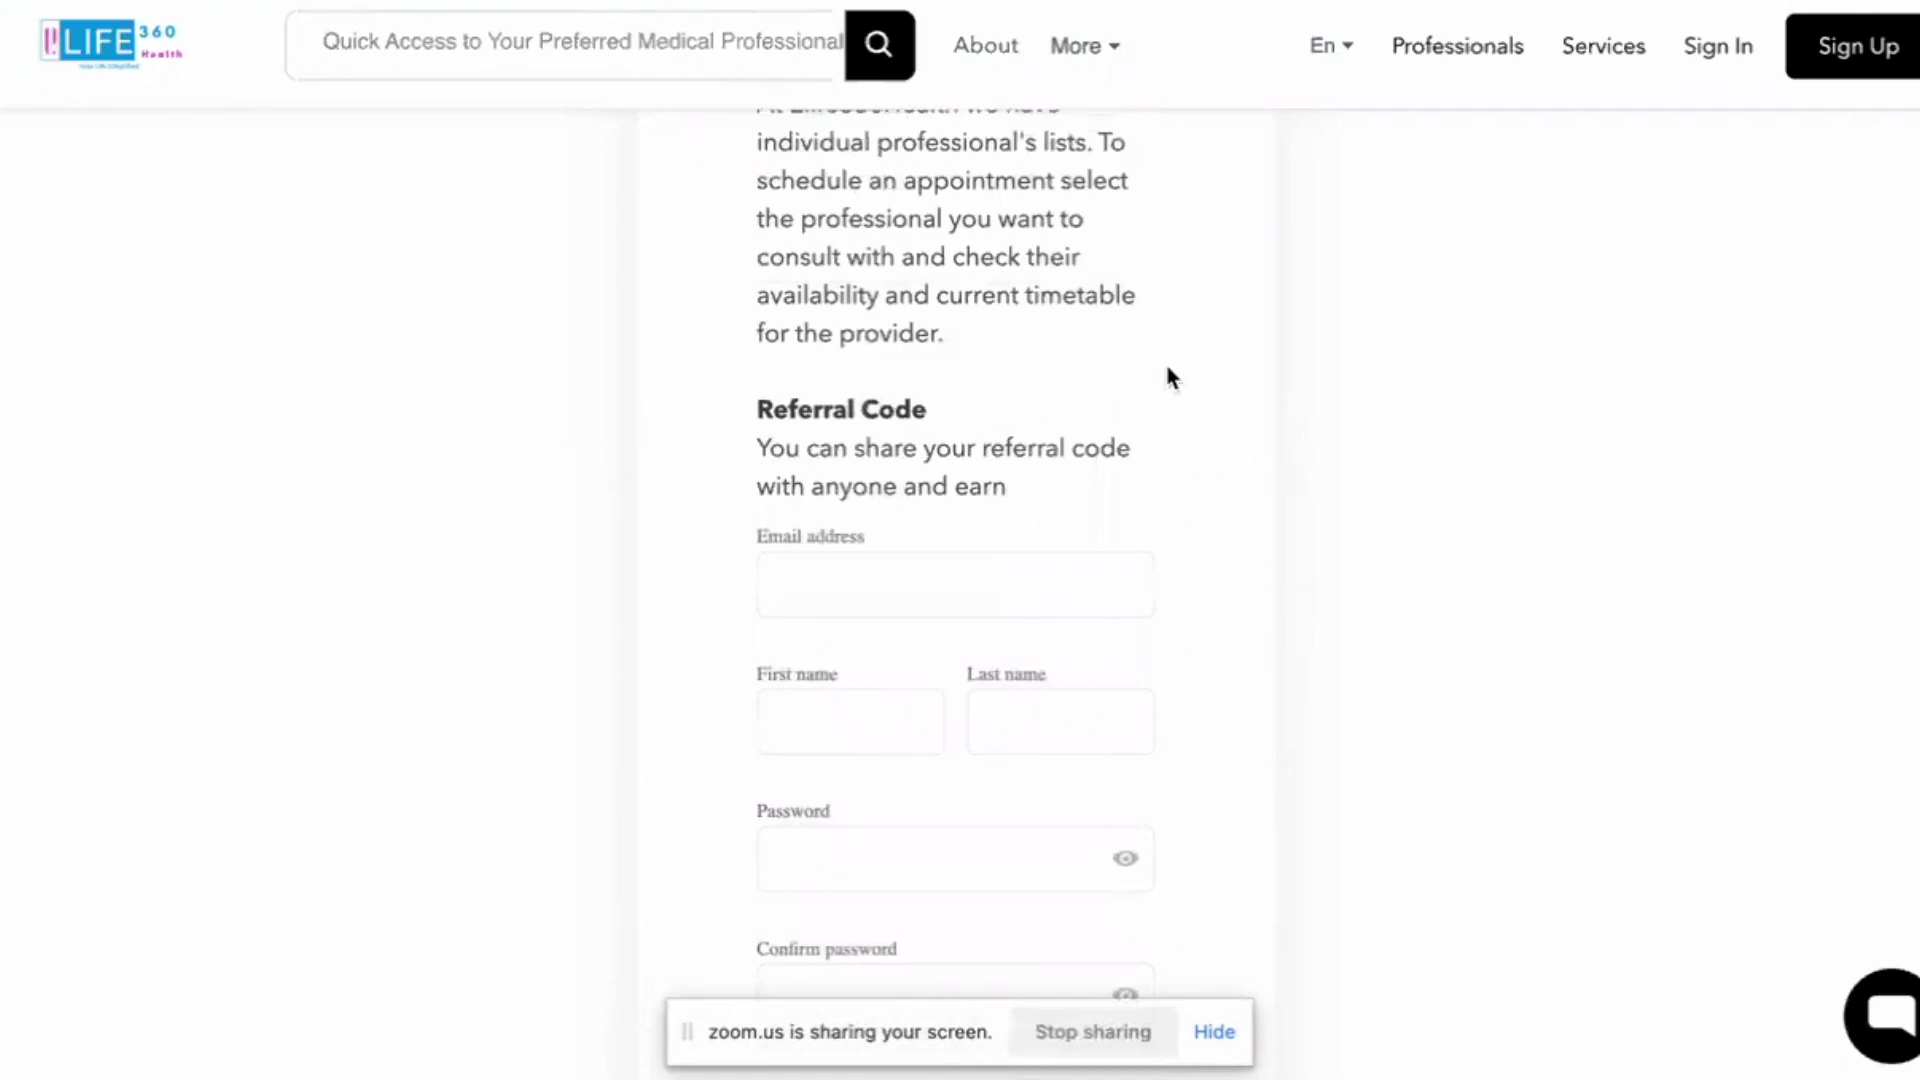 LIFE 360
Health
Quick Access to Your Preferred Medical Professional
About
More
En
Professionals
Services
Sign In
Sign Up
individual professional's lists. To
schedule an appointment select
the professional you want to
consult with and check their
availability and current timetable
for the provider.
Referral Code
You can share your referral code
with anyone and earn
Email address
First name
Last name
Password
Confirm password
zoom.us is sharing your screen.
Stop sharing
Hide